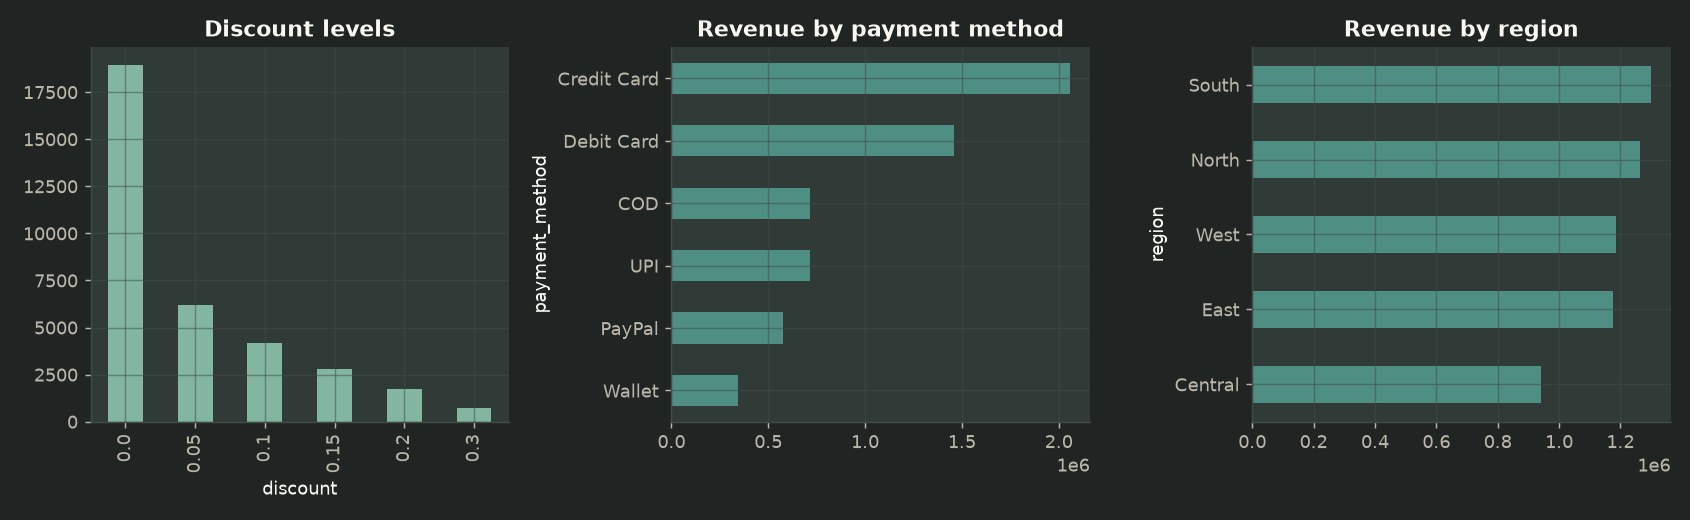 Discount levels
17500
15000
12500
10000
7500
5000
2500
0
0.0
0.05
0.1
0.15
0.2
0.3
discount
Revenue by payment method
payment_method
Credit Card
Debit Card
COD
UPI
PayPal
Wallet
0.0 0.5 1.0 1.5 2.0
1e6
Revenue by region
region
South
North
West
East
Central
0.0 0.2 0.4 0.6 0.8 1.0 1.2
1e6